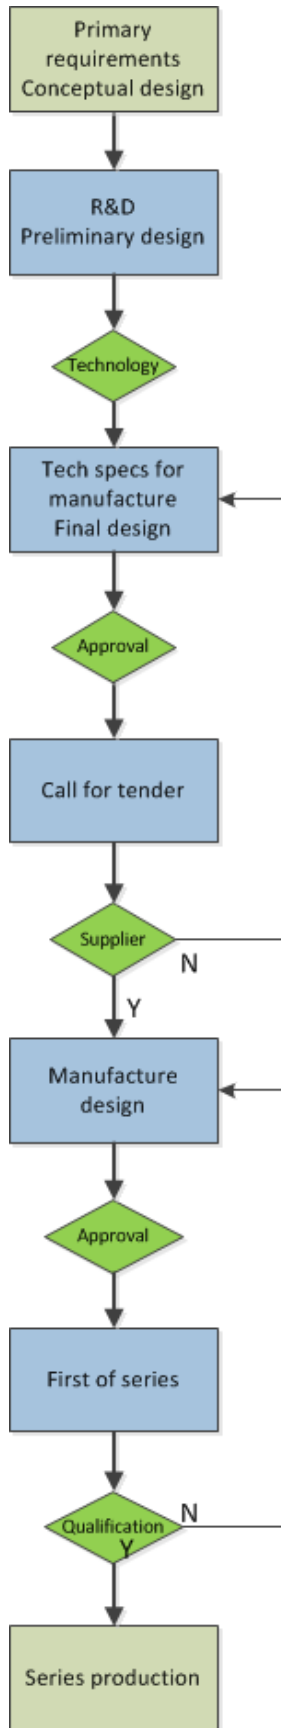 Primary
requirements
Conceptual design
R&D
Preliminary design
Technology
Tech specs for
manufacture
Final design
Approval
Call for tender
Supplier
N
Y
Manufacture
design
Approval
First of series
N
Qualification
Y
Series production